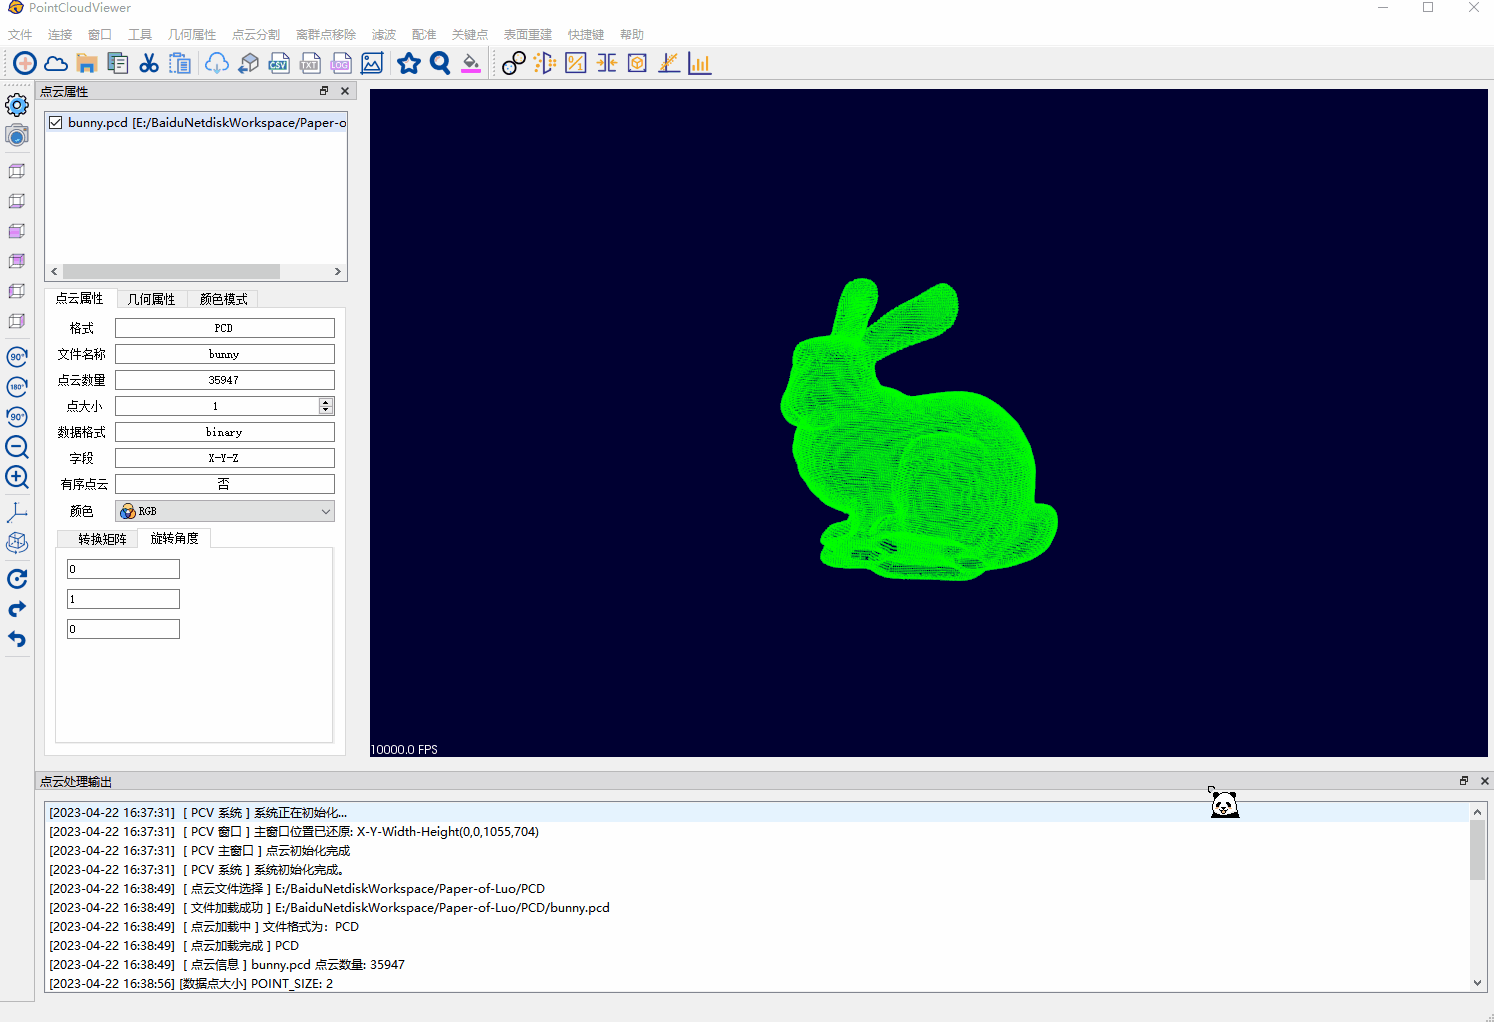 PointCloudViewer
文件 连接 窗口 工具 几何属性 点云分割 离群点移除 滤波 配准 关键点 表面重建 快捷键 帮助
CSV TXT LOG
点云属性
bunny.pcd [E:/BaiduNetdiskWorkspace/Paper-o
点云属性 几何属性 颜色模式
格式 PCD
文件名称 bunny
点云数量 35947
点大小 1
数据格式 binary
字段 X-Y-Z
有序点云 否
颜色 RGB
转换矩阵 旋转角度
0
1
0
90°
180°
90°
10000.0 FPS
点云处理输出
[2023-04-22 16:37:31] [ PCV 系统 ] 系统正在初始化...
[2023-04-22 16:37:31] [ PCV 窗口 ] 主窗口位置已还原: X-Y-Width-Height(0,0,1055,704)
[2023-04-22 16:37:31] [ PCV 主窗口 ] 点云初始化完成
[2023-04-22 16:37:31] [ PCV 系统 ] 系统初始化完成。
[2023-04-22 16:38:49] [ 点云文件选择 ] E:/BaiduNetdiskWorkspace/Paper-of-Luo/PCD
[2023-04-22 16:38:49] [ 文件加载成功 ] E:/BaiduNetdiskWorkspace/Paper-of-Luo/PCD/bunny.pcd
[2023-04-22 16:38:49] [ 点云加载中 ] 文件格式为：PCD
[2023-04-22 16:38:49] [ 点云加载完成 ] PCD
[2023-04-22 16:38:49] [ 点云信息 ] bunny.pcd 点云数量: 35947
[2023-04-22 16:38:56] [数据点大小] POINT_SIZE: 2